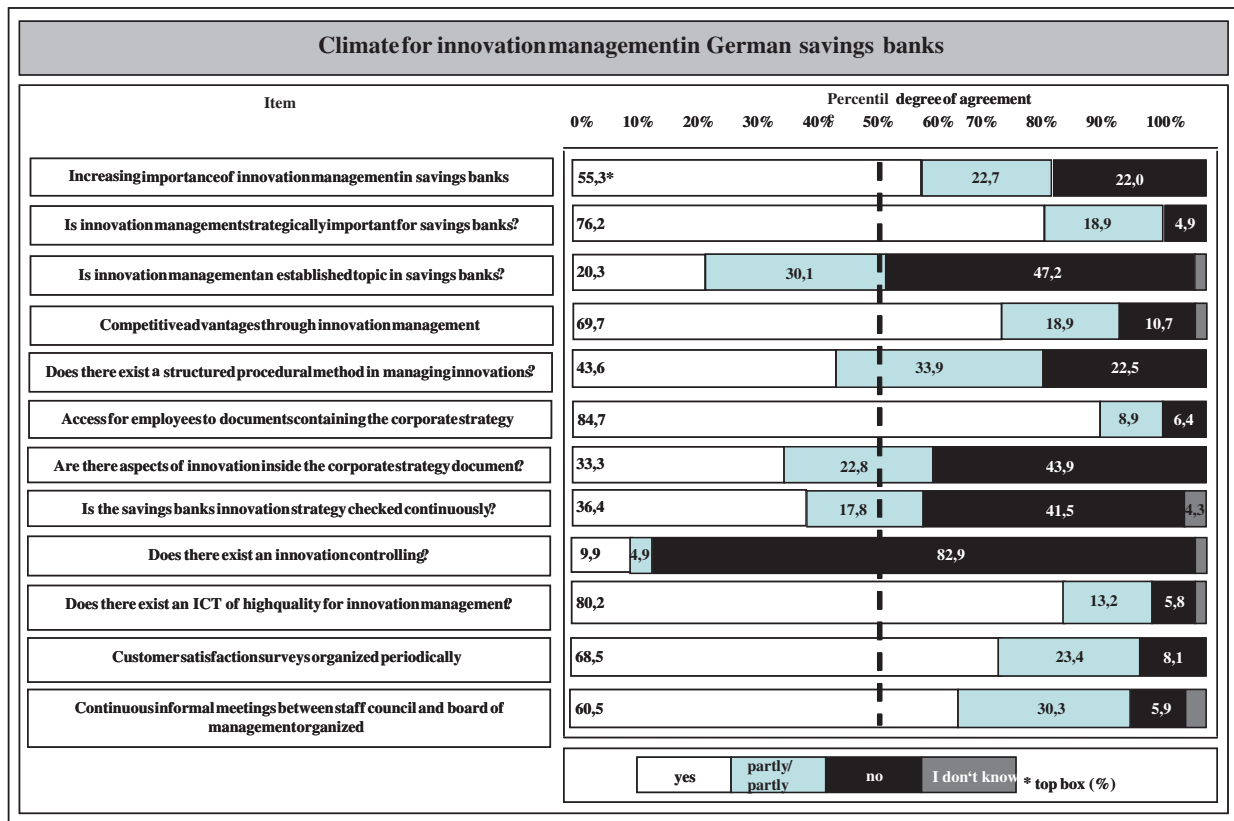 Climate for innovation management in German savings banks
Item
Percentil degree of agreement
0% 10% 20% 30% 40% 50% 60% 70% 80% 90% 100%
Increasing importance of innovation management in savings banks
55,3* 22,7 22,0
Is innovation management strategically important for savings banks?
76,2 18,9 4,9
Is innovation management an established topic in savings banks?
20,3 30,1 47,2
Competitive advantages through innovation management
69,7 18,9 10,7
Does there exist a structured procedural method in managing innovations?
43,6 33,9 22,5
Access for employees to documents containing the corporate strategy
84,7 8,9 6,4
Are there aspects of innovation inside the corporate strategy document?
33,3 22,8 43,9
Is the savings banks innovation strategy checked continuously?
36,4 17,8 41,5 4,3
Does there exist an innovation controlling?
9,9 4,9 82,9
Does there exist an ICT of high quality for innovation management?
80,2 13,2 5,8
Customer satisfaction surveys organized periodically
68,5 23,4 8,1
Continuous informal meetings between staff council and board of
management organized
60,5 30,3 5,9
yes
partly/
partly
no
I don't know
* top box (%)